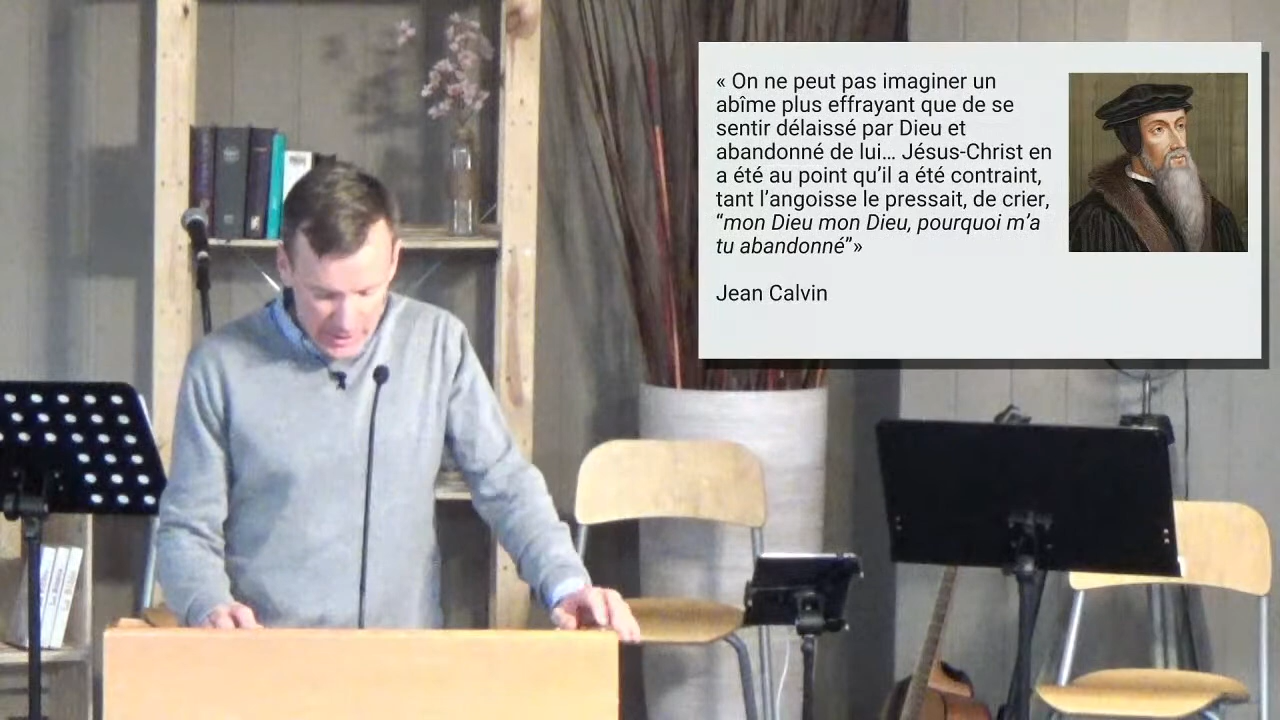 « On ne peut pas imaginer un
abîme plus effrayant que de se
sentir délaissé par Dieu et
abandonné de lui… Jésus-Christ en
a été au point qu’il a été contraint,
tant l’angoisse le pressait, de crier,
“mon Dieu mon Dieu, pourquoi m’a
tu abandonné”»
Jean Calvin